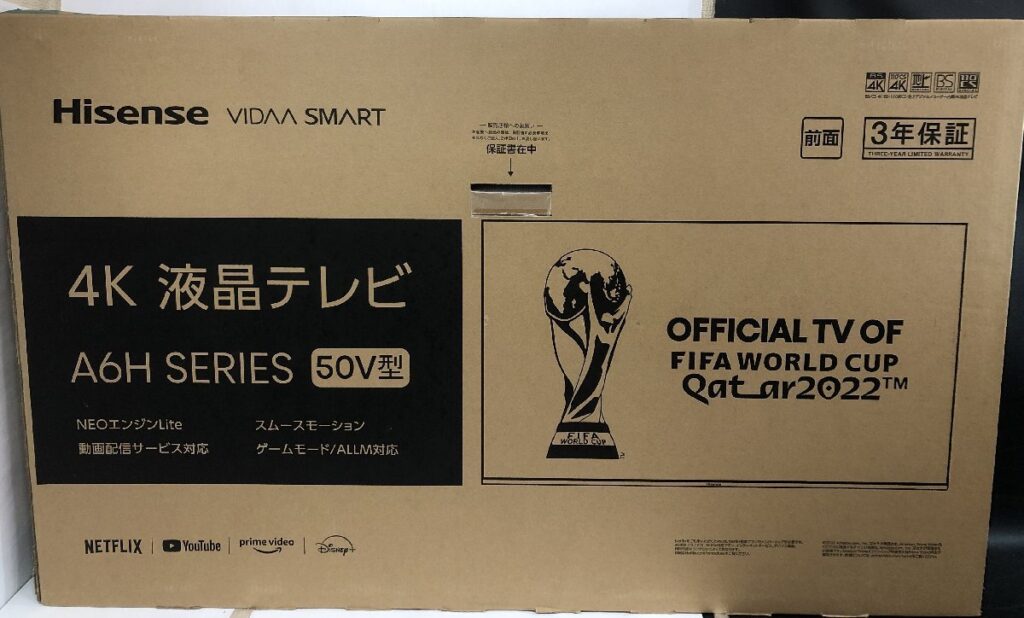 Hisense VIDAA SMART
保証書在中
前面
3年保証
THREE-YEAR LIMITED WARRANTY
4K 液晶テレビ
A6H SERIES 50V型
NEOエンジンLite スムースモーション
動画配信サービス対応 ゲームモード/ALLM対応
FIFA
WORLD CUP
OFFICIAL TV OF
FIFA WORLD CUP
Qatar2022™
Hisense
NETFLIX YouTube prime video Disney+